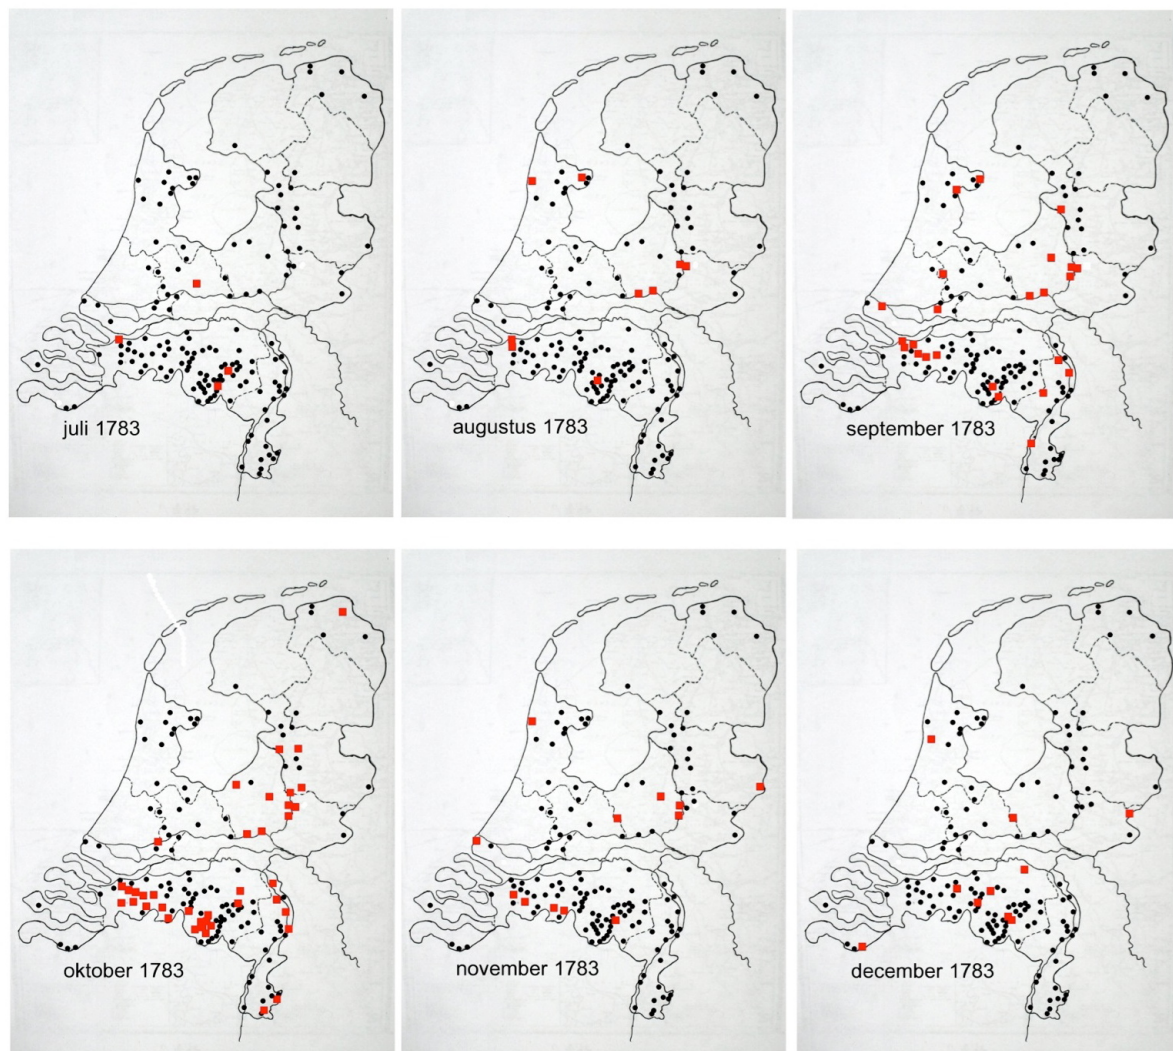 juli 1783
augustus 1783
september 1783
oktober 1783
november 1783
december 1783